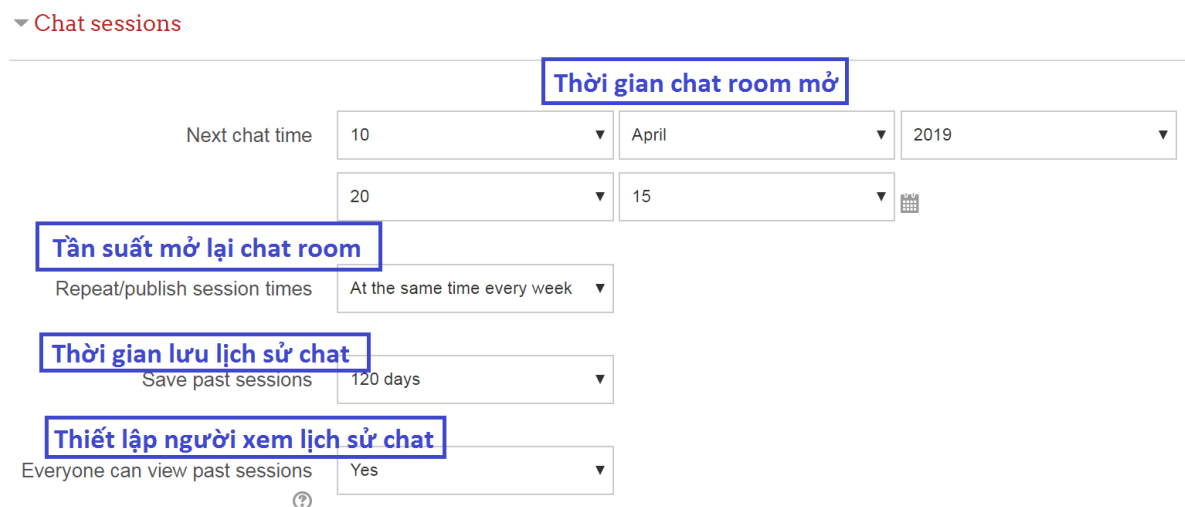 Chat sessions
Thời gian chat room mở
Next chat time 10 April 2019
20 15
Tần suất mở lại chat room
Repeat/publish session times At the same time every week
Thời gian lưu lịch sử chat
Save past sessions 120 days
Thiết lập người xem lịch sử chat
Everyone can view past sessions Yes